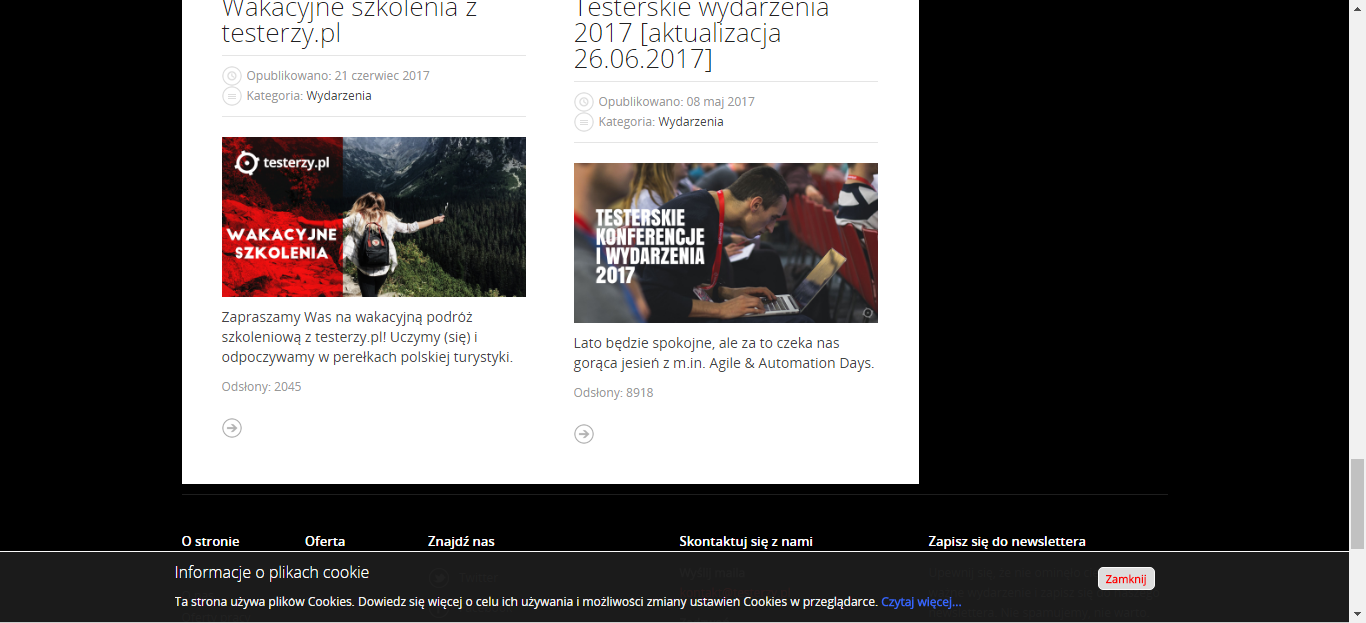 Wakacyjne szkolenia z
testerzy.pl
Opublikowano: 21 czerwiec 2017
Kategoria: Wydarzenia
testerzy.pl
WAKACYJNE
SZKOLENIA
Zapraszamy Was na wakacyjną podróż
szkoleniową z testerzy.pl! Uczymy (się) i
odpoczywamy w perełkach polskiej turystyki.
Odsłony: 2045
Testerskie wydarzenia
2017 [aktualizacja
26.06.2017]
Opublikowano: 08 maj 2017
Kategoria: Wydarzenia
TESTERSKIE
KONFERENCJE
I WYDARZENIA
2017
Lato będzie spokojne, ale za to czeka nas
gorąca jesień z m.in. Agile & Automation Days.
Odsłony: 8918
O stronie
Oferta
Znajdź nas
Skontaktuj się z nami
Zapisz się do newslettera
Twitter
Wyślij maila
Informacje o plikach cookie
Zamknij
Ta strona używa plików Cookies. Dowiedz się więcej o celu ich używania i możliwości zmiany ustawień Cookies w przeglądarce. Czytaj więcej...